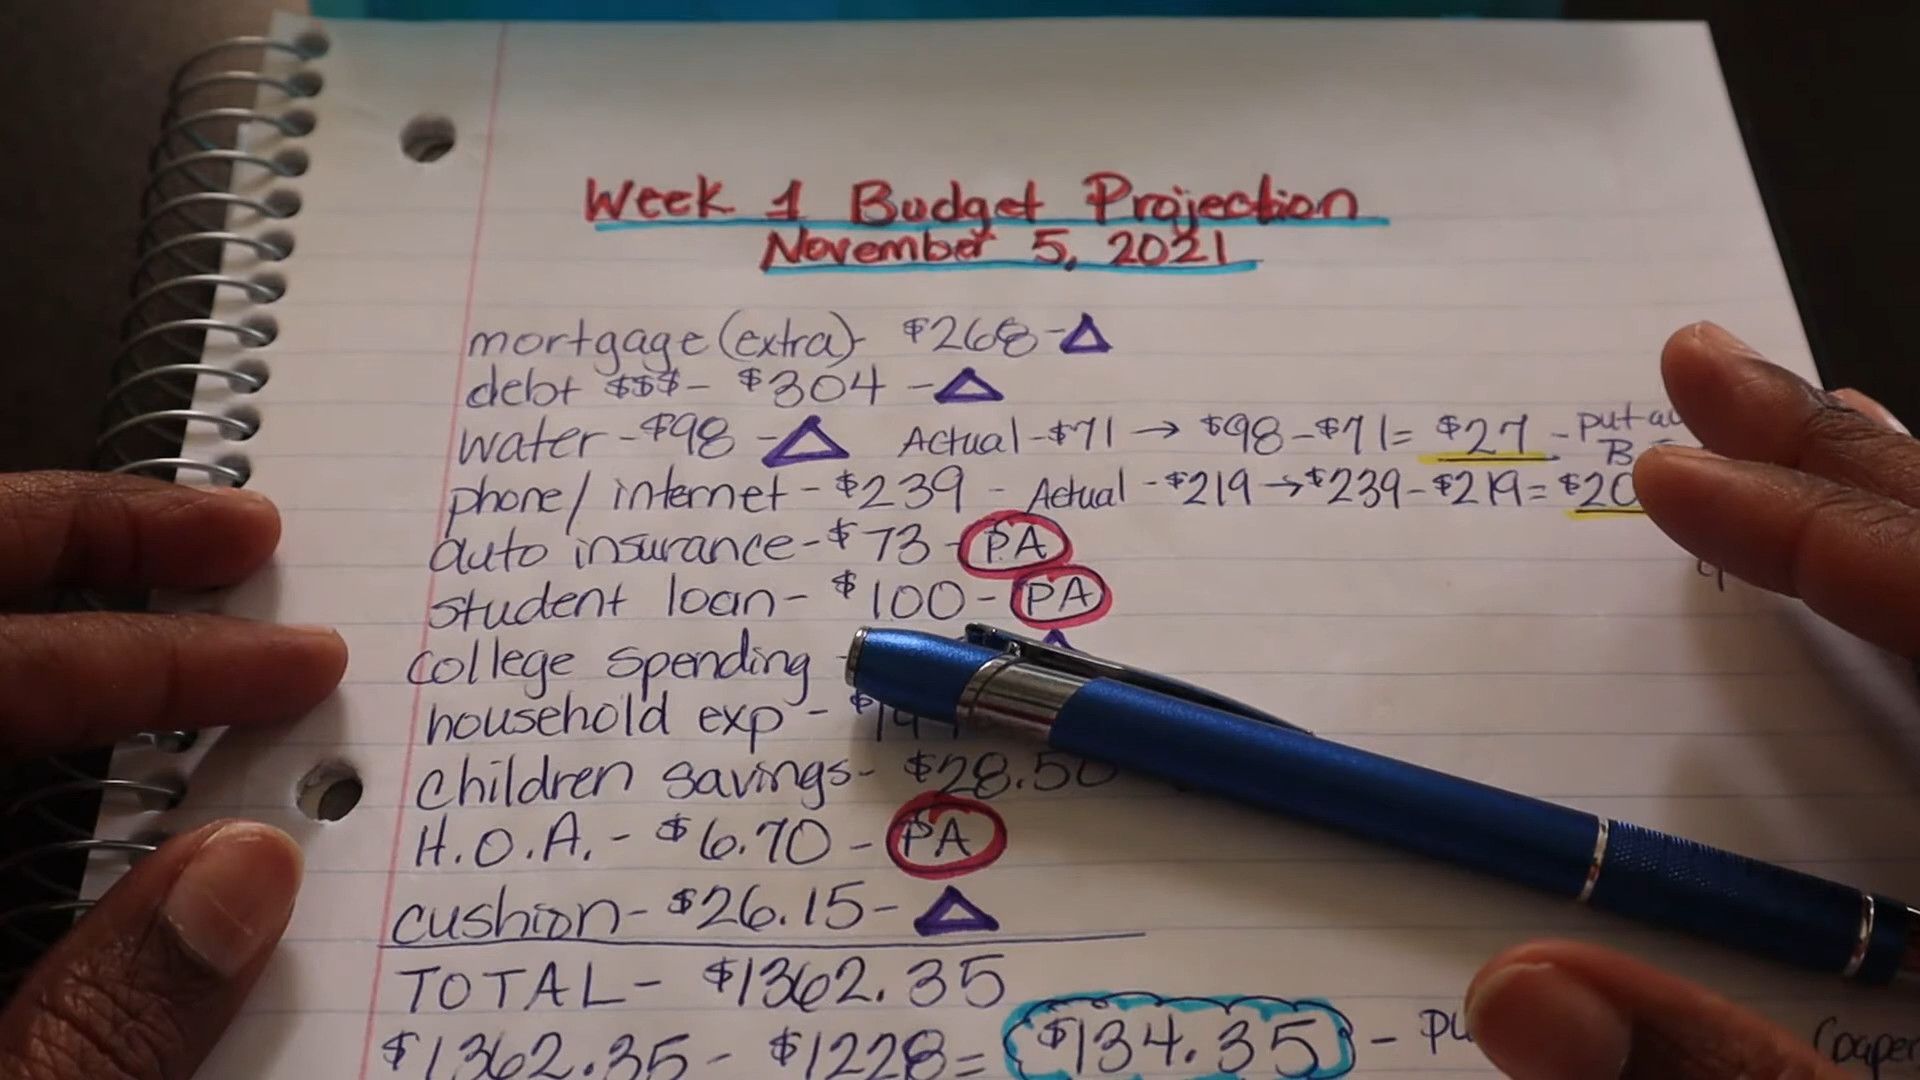 Week 1 Budget Projection
November 5, 2021
mortgage (extra) - $268 - △
debt $$$ - $304 - △
water - $98 - △ Actual - $71 → $98 - $71 = $27 - put
phone/internet - $239 - Actual - $219 → $239 - $219 = $20
auto insurance - $73 - PA
student loan - $100 - PA
college spending -
household exp - $
children savings - $28.50
H.O.A. - $6.70 - PA
cushion - $26.15 - △
TOTAL - $1362.35
$1362.35 - $1228 = $134.35 -